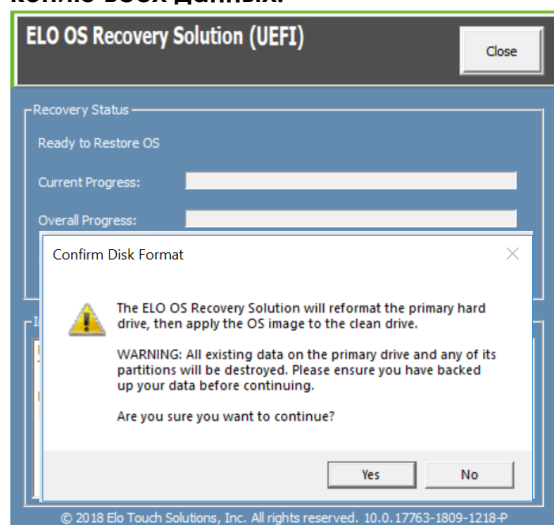 копию всех данных.
ELO OS Recovery Solution (UEFI)
Close
Recovery Status
Ready to Restore OS
Current Progress:
Overall Progress:
Confirm Disk Format
The ELO OS Recovery Solution will reformat the primary hard
drive, then apply the OS image to the clean drive.
WARNING: All existing data on the primary drive and any of its
partitions will be destroyed. Please ensure you have backed
up your data before continuing.
Are you sure you want to continue?
Yes
No
© 2018 Elo Touch Solutions, Inc. All rights reserved. 10.0.17763-1809-1218-P